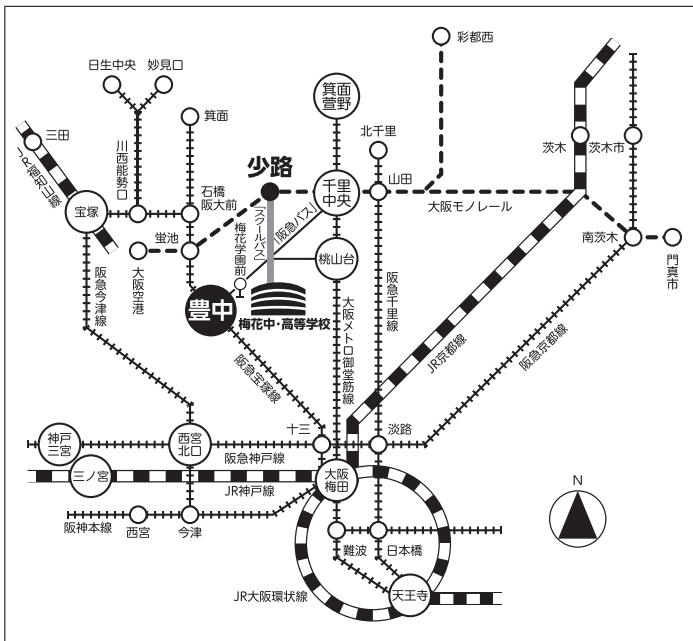 彩都西
日生中央
妙見口
箕面
箕面
萱野
北千里
三田
JR福知山線
川西能勢口
石橋
阪大前
少路
千里
中央
山田
茨木
茨木市
宝塚
蛍池
「スクールバス」
「阪急バス」
大阪モノレール
梅花学園前
桃山台
南茨木
門真市
大阪空港
豊中
梅花中・高等学校
阪急今津線
阪急宝塚線
大阪メトロ御堂筋線
阪急千里線
JR京都線
阪急京都線
十三
淡路
神戸
三宮
西宮
北口
阪急神戸線
三ノ宮
JR神戸線
大阪
梅田
N
阪神本線
西宮
今津
難波
日本橋
JR大阪環状線
天王寺